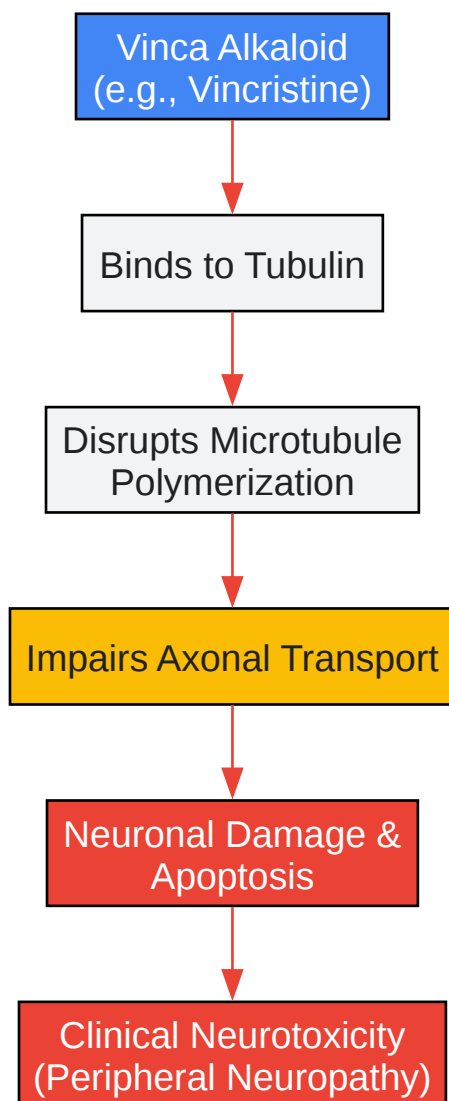 Vinca Alkaloid
(e.g., Vincristine)
Binds to Tubulin
Disrupts Microtubule
Polymerization
Impairs Axonal Transport
Neuronal Damage &
Apoptosis
Clinical Neurotoxicity
(Peripheral Neuropathy)